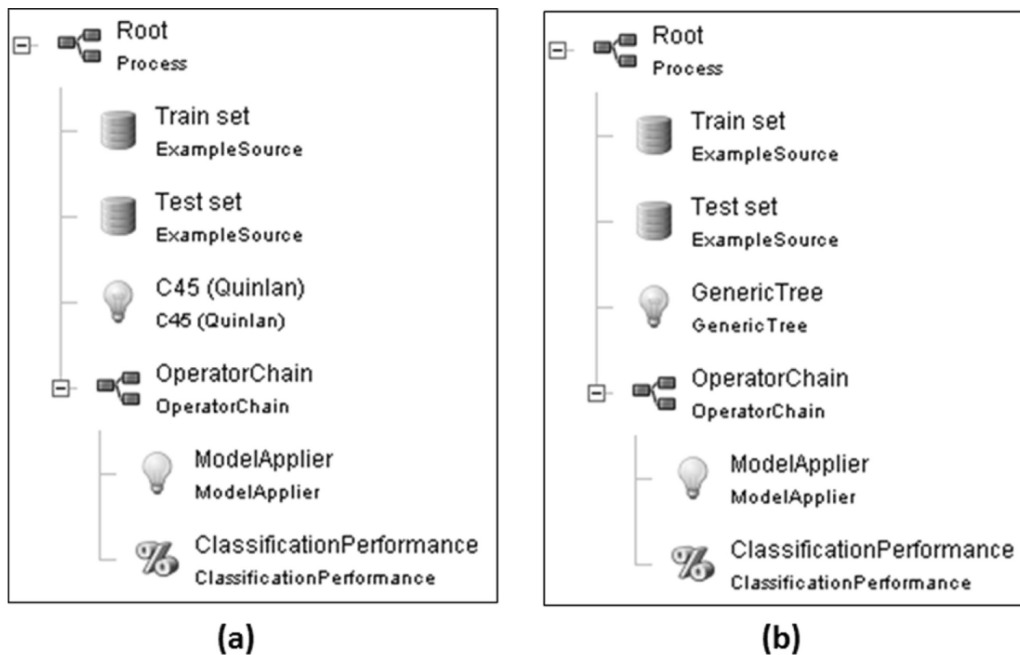 Root
Process
Train set
ExampleSource
Test set
ExampleSource
C45 (Quinlan)
C45 (Quinlan)
OperatorChain
OperatorChain
ModelApplier
ModelApplier
ClassificationPerformance
ClassificationPerformance
(a)
Root
Process
Train set
ExampleSource
Test set
ExampleSource
GenericTree
GenericTree
OperatorChain
OperatorChain
ModelApplier
ModelApplier
ClassificationPerformance
ClassificationPerformance
(b)